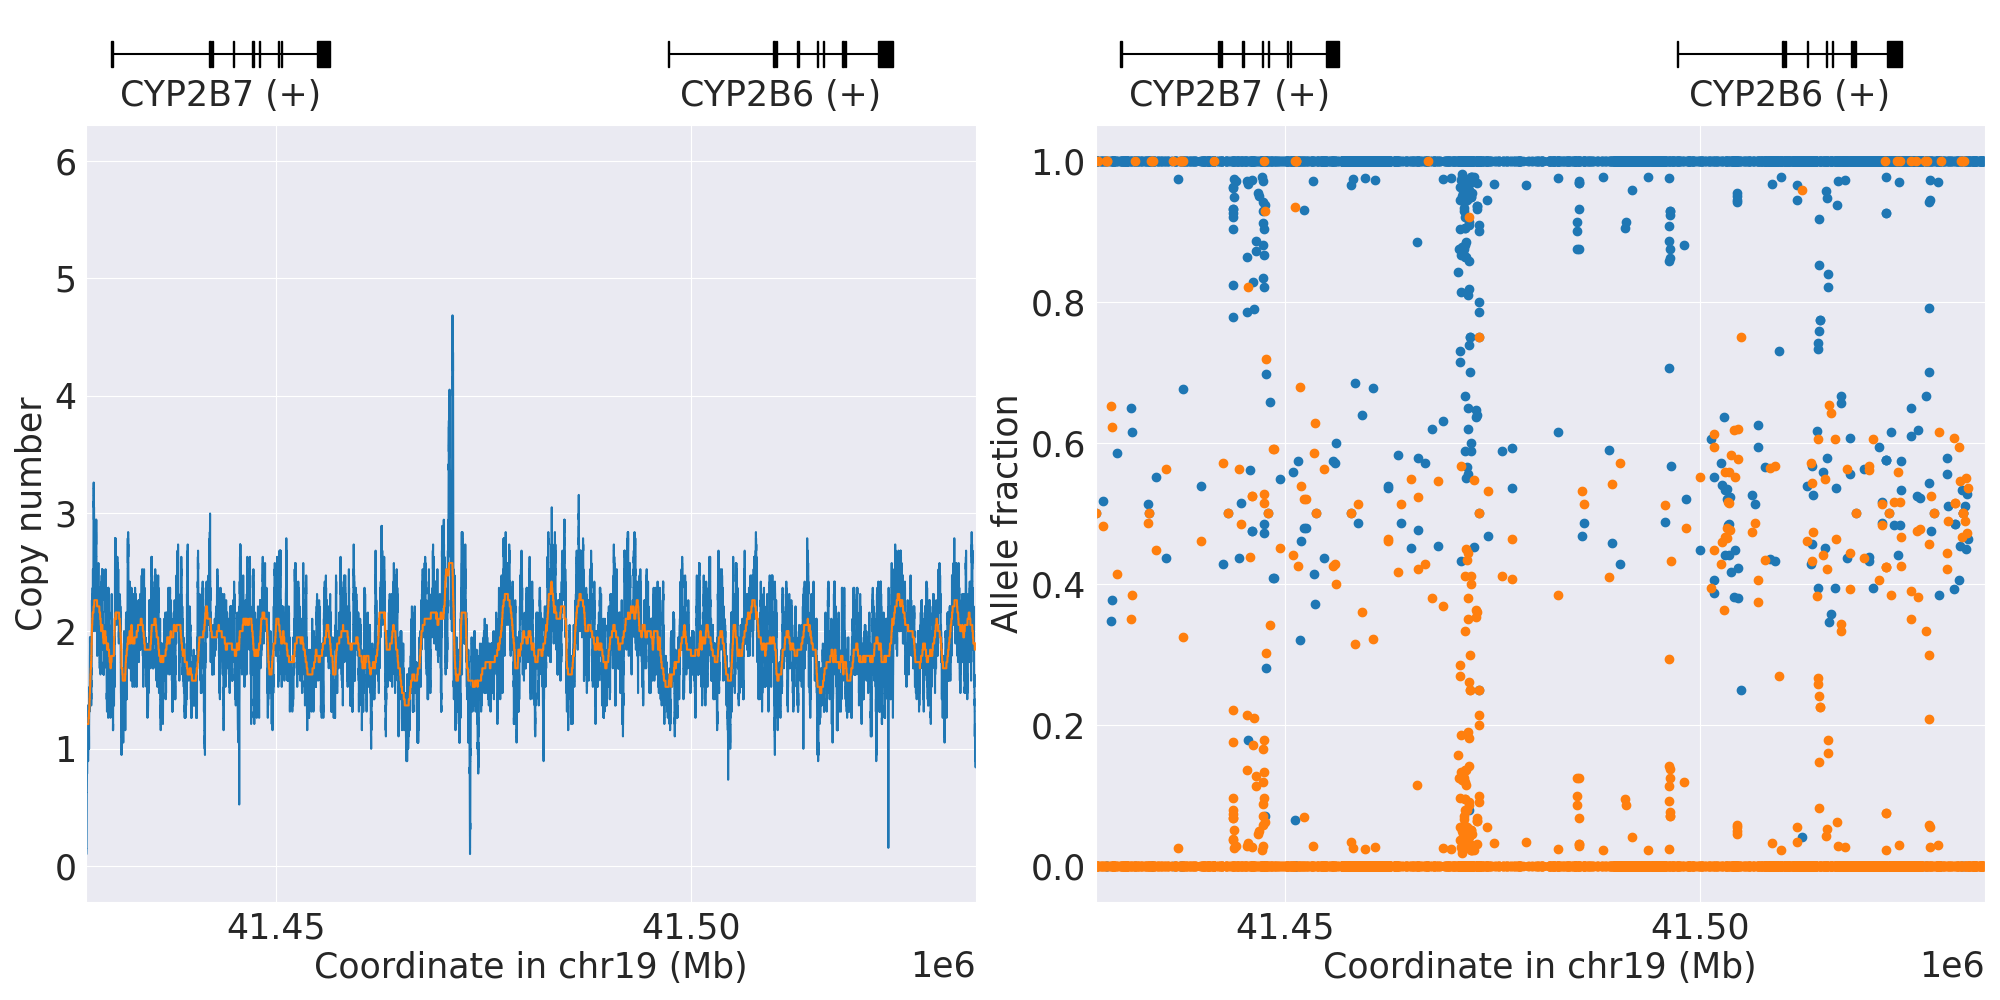 CYP2B7 (+)
CYP2B6 (+)
6
5
4
3
2
1
0
Copy number
41.45
41.50
Coordinate in chr19 (Mb)
1e6
CYP2B7 (+)
CYP2B6 (+)
1.0
0.8
0.6
0.4
0.2
0.0
Allele fraction
41.45
41.50
Coordinate in chr19 (Mb)
1e6